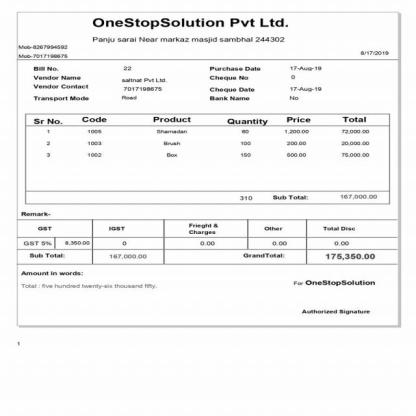 OneStopSolution Pvt Ltd.
Panju sarai Near markaz masjid sambhal 244302
Mob-8267994592
Mob-7017198675
8/17/2019
Bill No. 22 Purchase Date 17-Aug-19
Vendor Name saltnat Pvt Ltd. Cheque No 0
Vendor Contact 7017198675 Cheque Date 17-Aug-19
Transport Mode Road Bank Name No
Sr No. Code Product Quantity Price Total
1 1005 Shamadan 60 1,200.00 72,000.00
2 1003 Brush 100 200.00 20,000.00
3 1002 Box 150 500.00 75,000.00
310 Sub Total: 167,000.00
Remark-
GST IGST Frieght & Charges Other Total Disc
GST 5% 8,350.00 0 0.00 0.00 0.00
Sub Total: 167,000.00 GrandTotal: 175,350.00
Amount in words:
Total : five hundred twenty-six thousand fifty.
For OneStopSolution
Authorized Signature
1